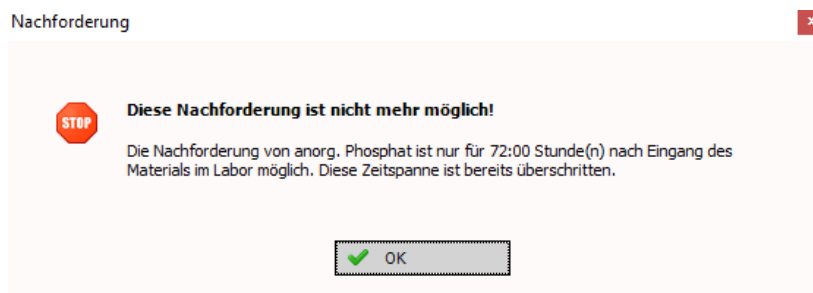 Nachforderung
x
STOP
Diese Nachforderung ist nicht mehr möglich!
Die Nachforderung von anorg. Phosphat ist nur für 72:00 Stunde(n) nach Eingang des
Materials im Labor möglich. Diese Zeitspanne ist bereits überschritten.
OK